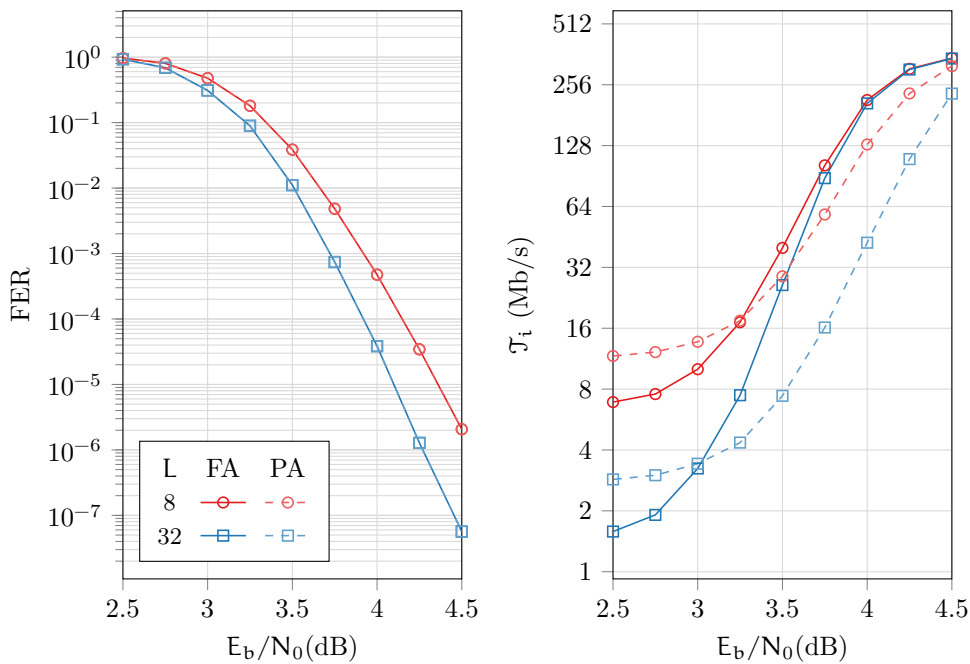 FER
10⁰
10⁻¹
10⁻²
10⁻³
10⁻⁴
10⁻⁵
10⁻⁶
10⁻⁷
L FA PA
8
32
2.5 3 3.5 4 4.5
E_b/N_0(dB)
𝒯_i (Mb/s)
512
256
128
64
32
16
8
4
2
1
2.5 3 3.5 4 4.5
E_b/N_0(dB)